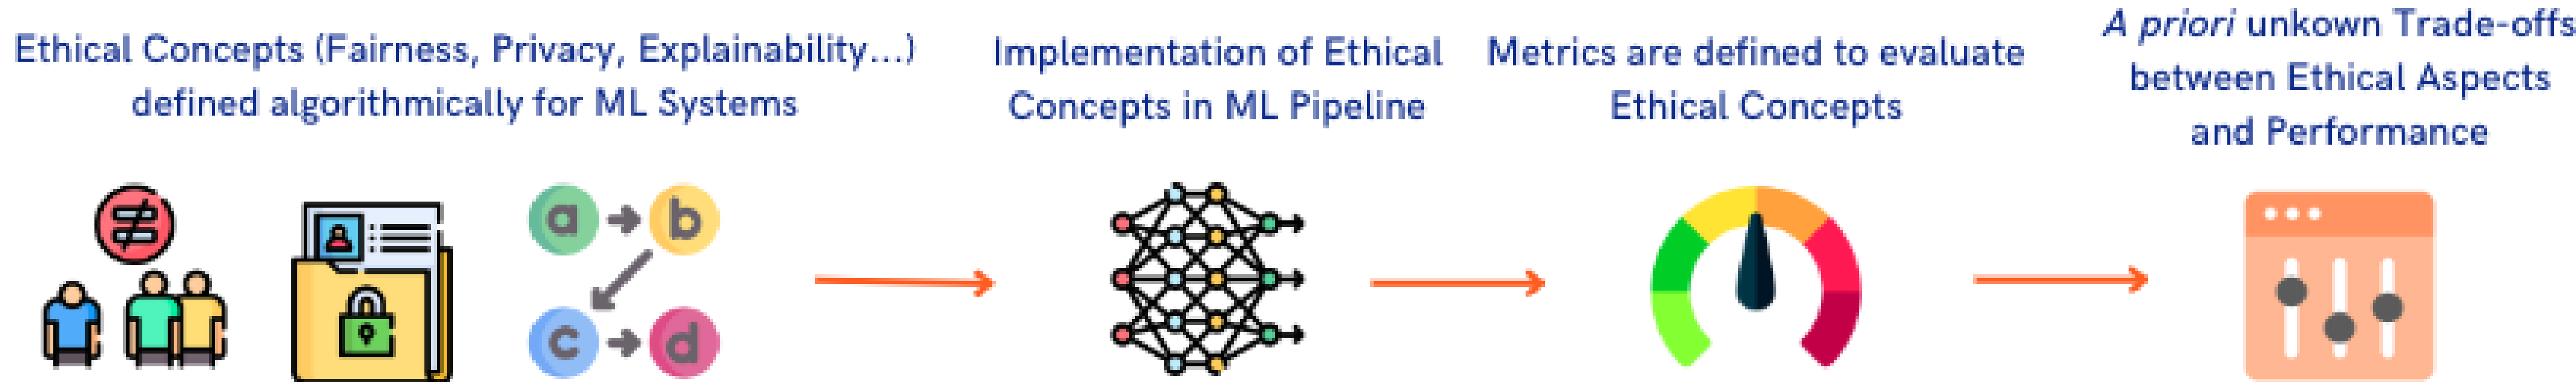 Ethical Concepts (Fairness, Privacy, Explainability...)
defined algorithmically for ML Systems
Implementation of Ethical
Concepts in ML Pipeline
Metrics are defined to evaluate
Ethical Concepts
A priori unkown Trade-offs
between Ethical Aspects
and Performance
a
b
c
d